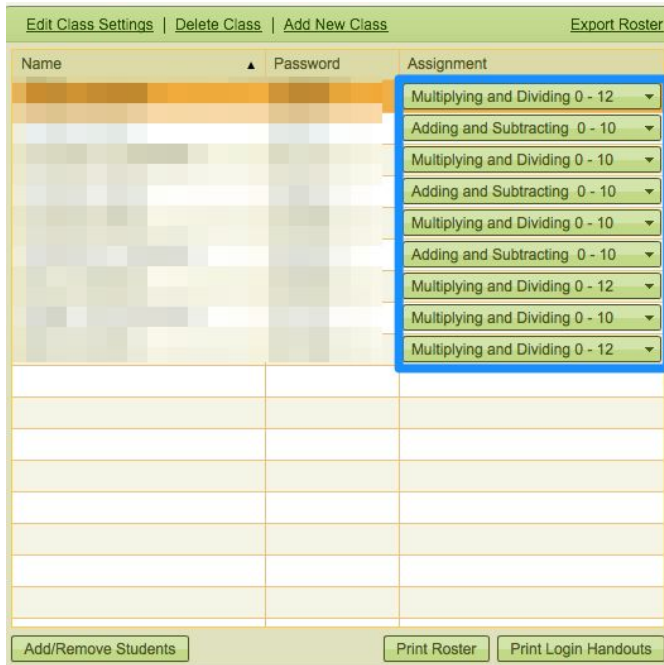 Edit Class Settings | Delete Class | Add New Class Export Roster
Name Password Assignment
Multiplying and Dividing 0 - 12
Adding and Subtracting 0 - 10
Multiplying and Dividing 0 - 10
Adding and Subtracting 0 - 10
Multiplying and Dividing 0 - 10
Adding and Subtracting 0 - 10
Multiplying and Dividing 0 - 12
Multiplying and Dividing 0 - 10
Multiplying and Dividing 0 - 12
Add/Remove Students Print Roster Print Login Handouts